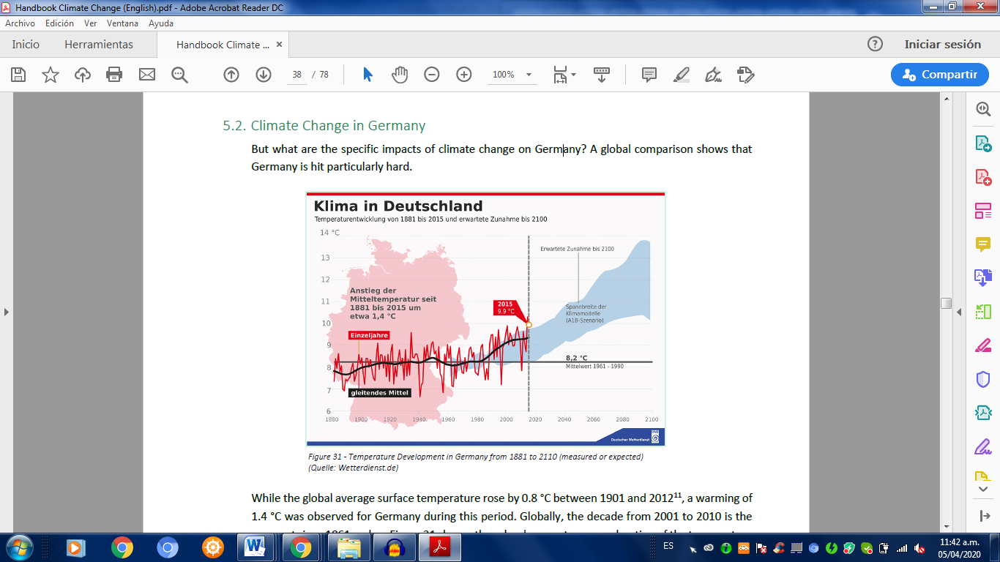 Handbook Climate Change (English).pdf - Adobe Acrobat Reader DC
Archivo Edición Ver Ventana Ayuda
Inicio Herramientas Handbook Climate ... × Iniciar sesión
38 / 78 100% Compartir
5.2. Climate Change in Germany
But what are the specific impacts of climate change on Germany? A global comparison shows that
Germany is hit particularly hard.
Klima in Deutschland
Temperaturentwicklung von 1881 bis 2015 und erwartete Zunahme bis 2100
14 °C
Erwartete Zunahme bis 2100
13
12
Anstieg der
Mitteltemperatur seit
1881 bis 2015 um
etwa 1,4 °C
11
2015
9.9 °C
Spannbreite der
Klimamodelle
(A1B-Szenario)
10
Einzeljahre
9
8,2 °C
Mittelwert 1961 - 1990
8
7
gleitendes Mittel
6
1880 1900 1920 1940 1960 1980 2000 2020 2040 2060 2080 2100
Deutscher Wetterdienst
Figure 31 - Temperature Development in Germany from 1881 to 2110 (measured or expected)
(Quelle: Wetterdienst.de)
While the global average surface temperature rose by 0.8 °C between 1901 and 2012¹¹, a warming of
1.4 °C was observed for Germany during this period. Globally, the decade from 2001 to 2010 is the
ES 11:42 a.m.
05/04/2020